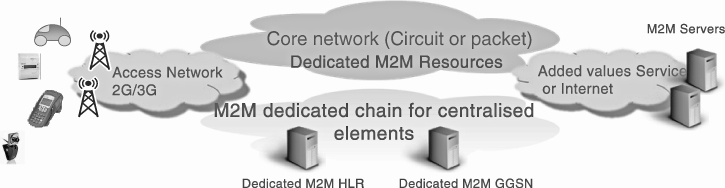 Core network (Circuit or packet)
Dedicated M2M Resources
M2M Servers
Access Network
2G/3G
Added values Service
or Internet
M2M dedicated chain for centralised
elements
Dedicated M2M HLR
Dedicated M2M GGSN